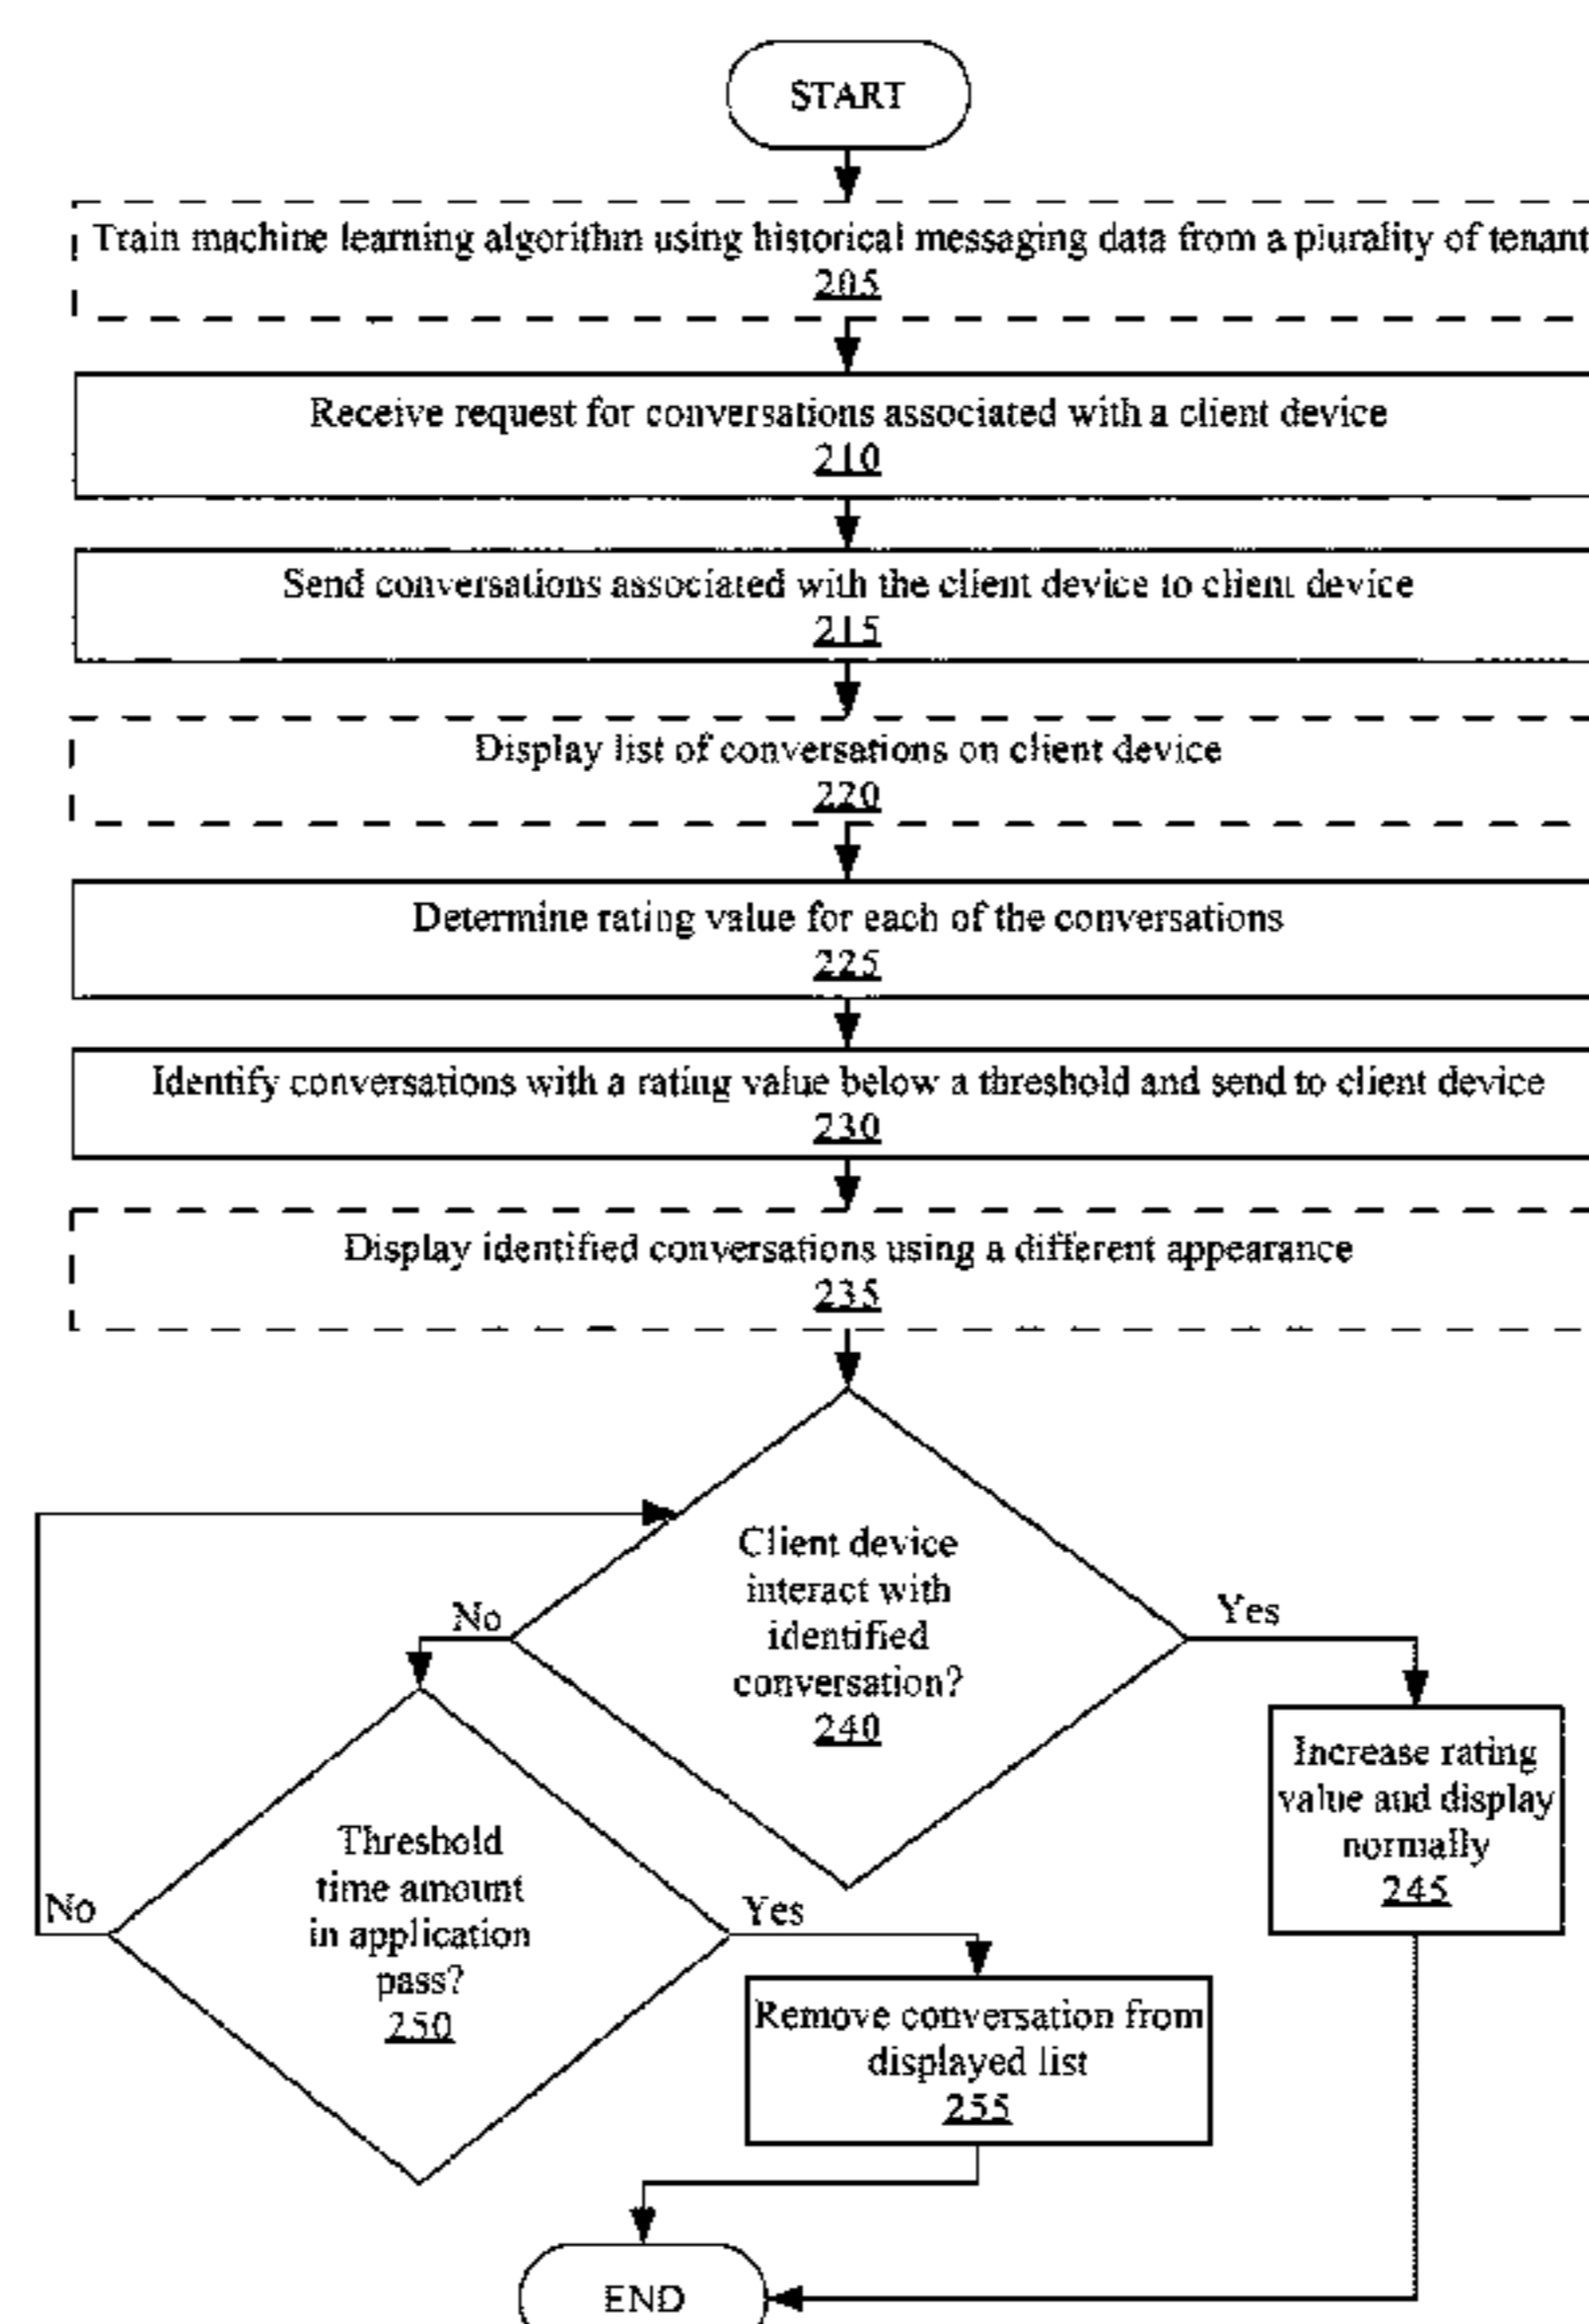 START
Train machine learning algorithm using historical messaging data from a plurality of tenant
205
Receive request for conversations associated with a client device
210
Send conversations associated with the client device to client device
215
Display list of conversations on client device
220
Determine rating value for each of the conversations
225
Identify conversations with a rating value below a threshold and send to client device
230
Display identified conversations using a different appearance
235
Client device
interact with
identified
conversation?
240
No
Yes
Increase rating
value and display
normally
245
Threshold
time amount
in application
pass?
250
No
Yes
Remove conversation from
displayed list
255
END